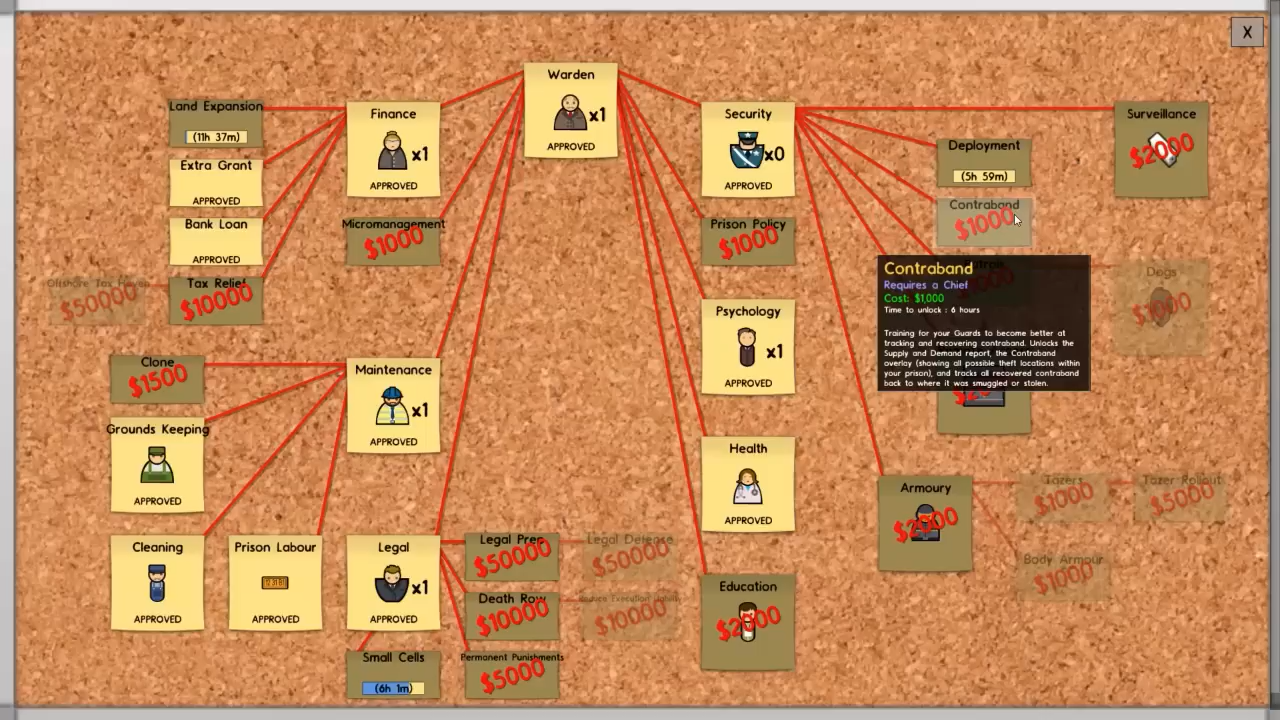 X
Warden
x1
APPROVED
Land Expansion
(11h 37m)
Extra Grant
APPROVED
Bank Loan
APPROVED
Offshore Tax Haven
$50000
Tax Relief
$10000
Finance
x1
APPROVED
Micromanagement
$1000
Security
x0
APPROVED
Prison Policy
$1000
Deployment
(5h 59m)
Contraband
$1000
Surveillance
$2000
Contraband
Requires a Chief
Cost: $1,000
Time to unlock : 6 hours
Training for your Guards to become better at
tracking and recovering contraband. Unlocks the
Supply and Demand report, the Contraband
overlay (showing all possible theft locations within
your prison), and tracks all recovered contraband
back to where it was smuggled or stolen.
Dogs
$1000
Psychology
x1
APPROVED
Clone
$1500
Maintenance
x1
APPROVED
Grounds Keeping
APPROVED
Health
APPROVED
Armoury
$2000
Tazers
$1000
Tazer Rollout
$5000
Body Armour
$1000
Cleaning
APPROVED
Prison Labour
APPROVED
Legal
x1
APPROVED
Legal Prep
$50000
Legal Defense
$50000
Death Row
$10000
Reduce Execution Liability
$10000
Small Cells
(6h 1m)
Permanent Punishments
$5000
Education
$2000